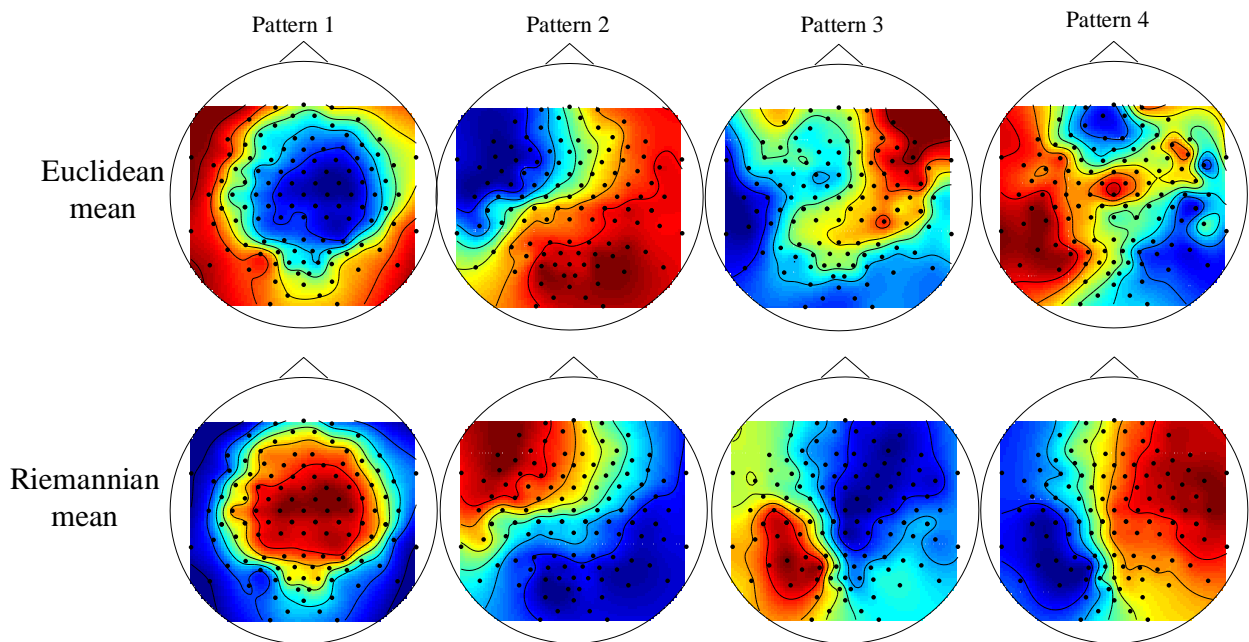 Pattern 1
Pattern 2
Pattern 3
Pattern 4
Euclidean
mean
Riemannian
mean